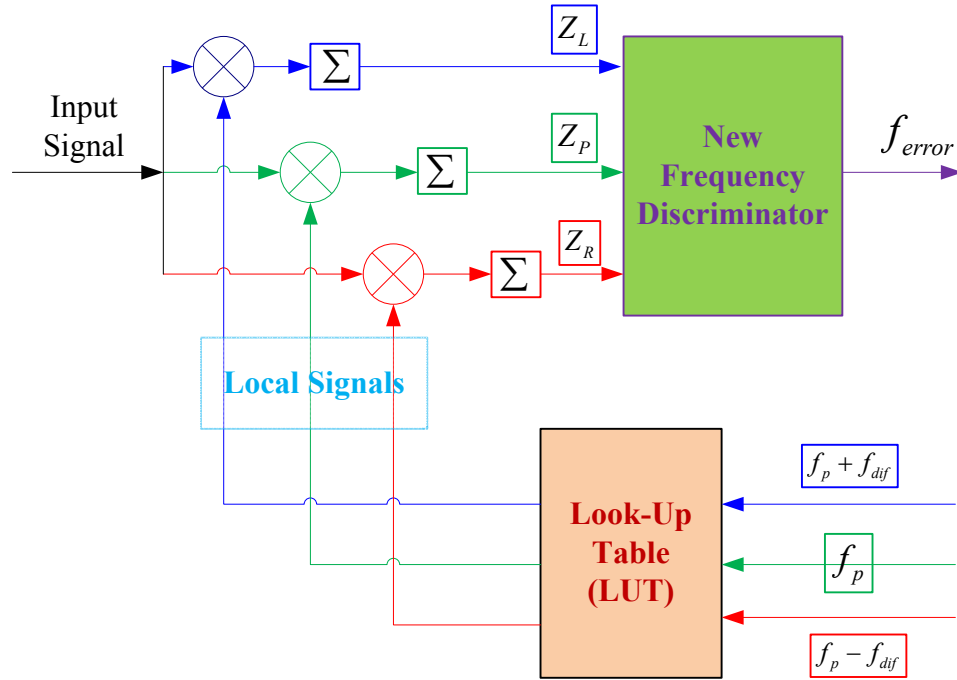 Z_L
Σ
Input
Signal
Z_P
Σ
New
Frequency
Discriminator
f_error
Z_R
Σ
Local Signals
f_p + f_dif
Look-Up
Table
(LUT)
f_p
f_p − f_dif